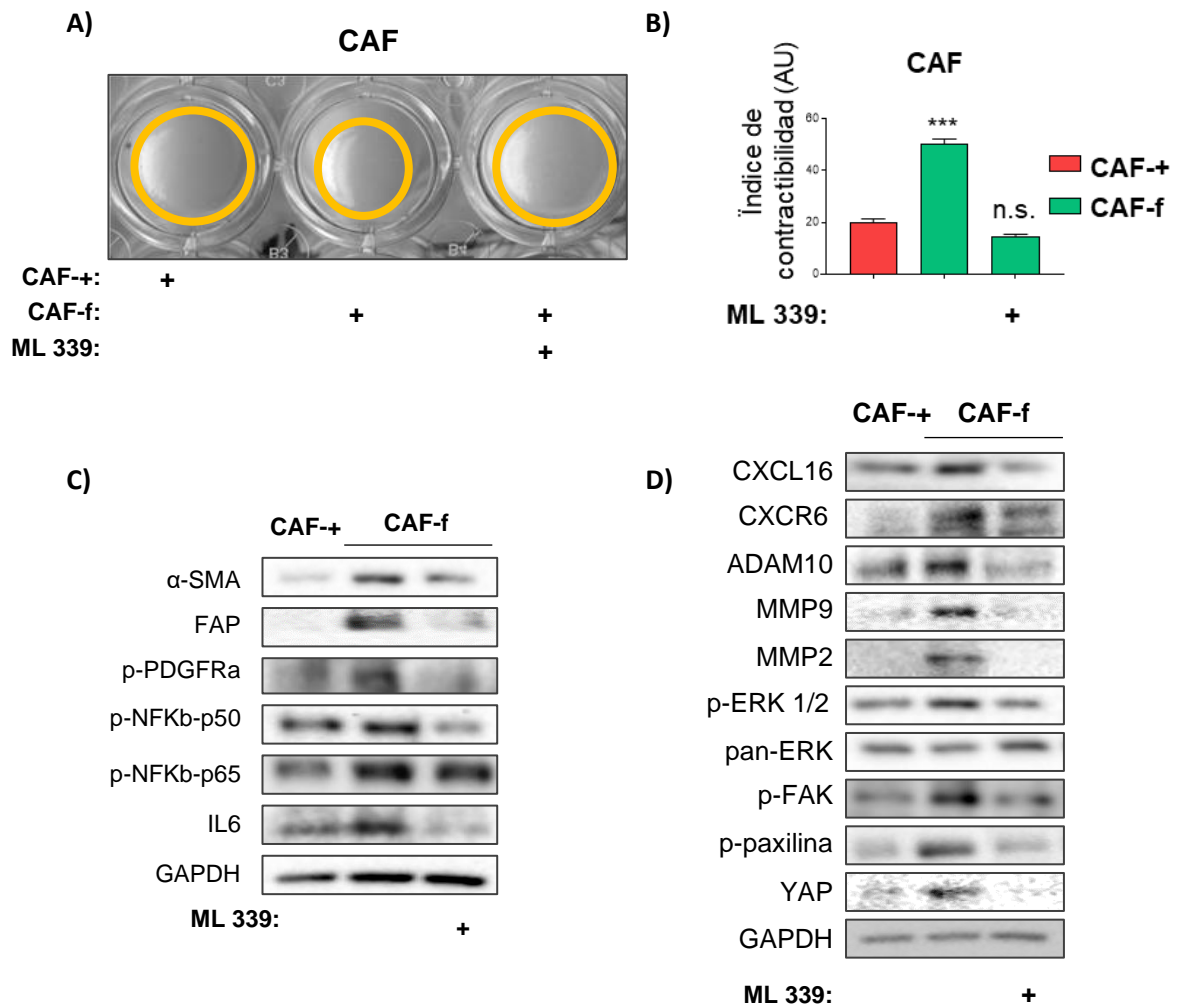 A)
CAF
C3
B3
B4
CAF-+: +
CAF-f: + +
ML 339: +
B)
CAF
Ïndice de
contractibilidad (AU)
60
40
20
0
***
n.s.
CAF-+
CAF-f
ML 339: +
C)
CAF-+ CAF-f
α-SMA
FAP
p-PDGFRa
p-NFKb-p50
p-NFKb-p65
IL6
GAPDH
ML 339: +
D)
CAF-+ CAF-f
CXCL16
CXCR6
ADAM10
MMP9
MMP2
p-ERK 1/2
pan-ERK
p-FAK
p-paxilina
YAP
GAPDH
ML 339: +